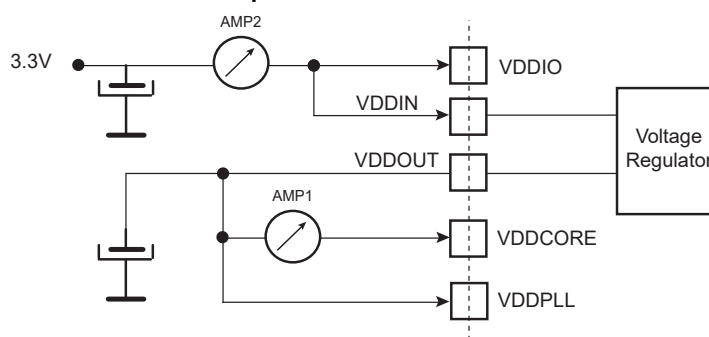 AMP2
3.3V
VDDIO
VDDIN
Voltage
Regulator
VDDOUT
AMP1
VDDCORE
VDDPLL